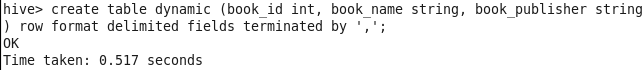 hive> create table dynamic (book_id int, book_name string, book_publisher string
) row format delimited fields terminated by ',';
OK
Time taken: 0.517 seconds